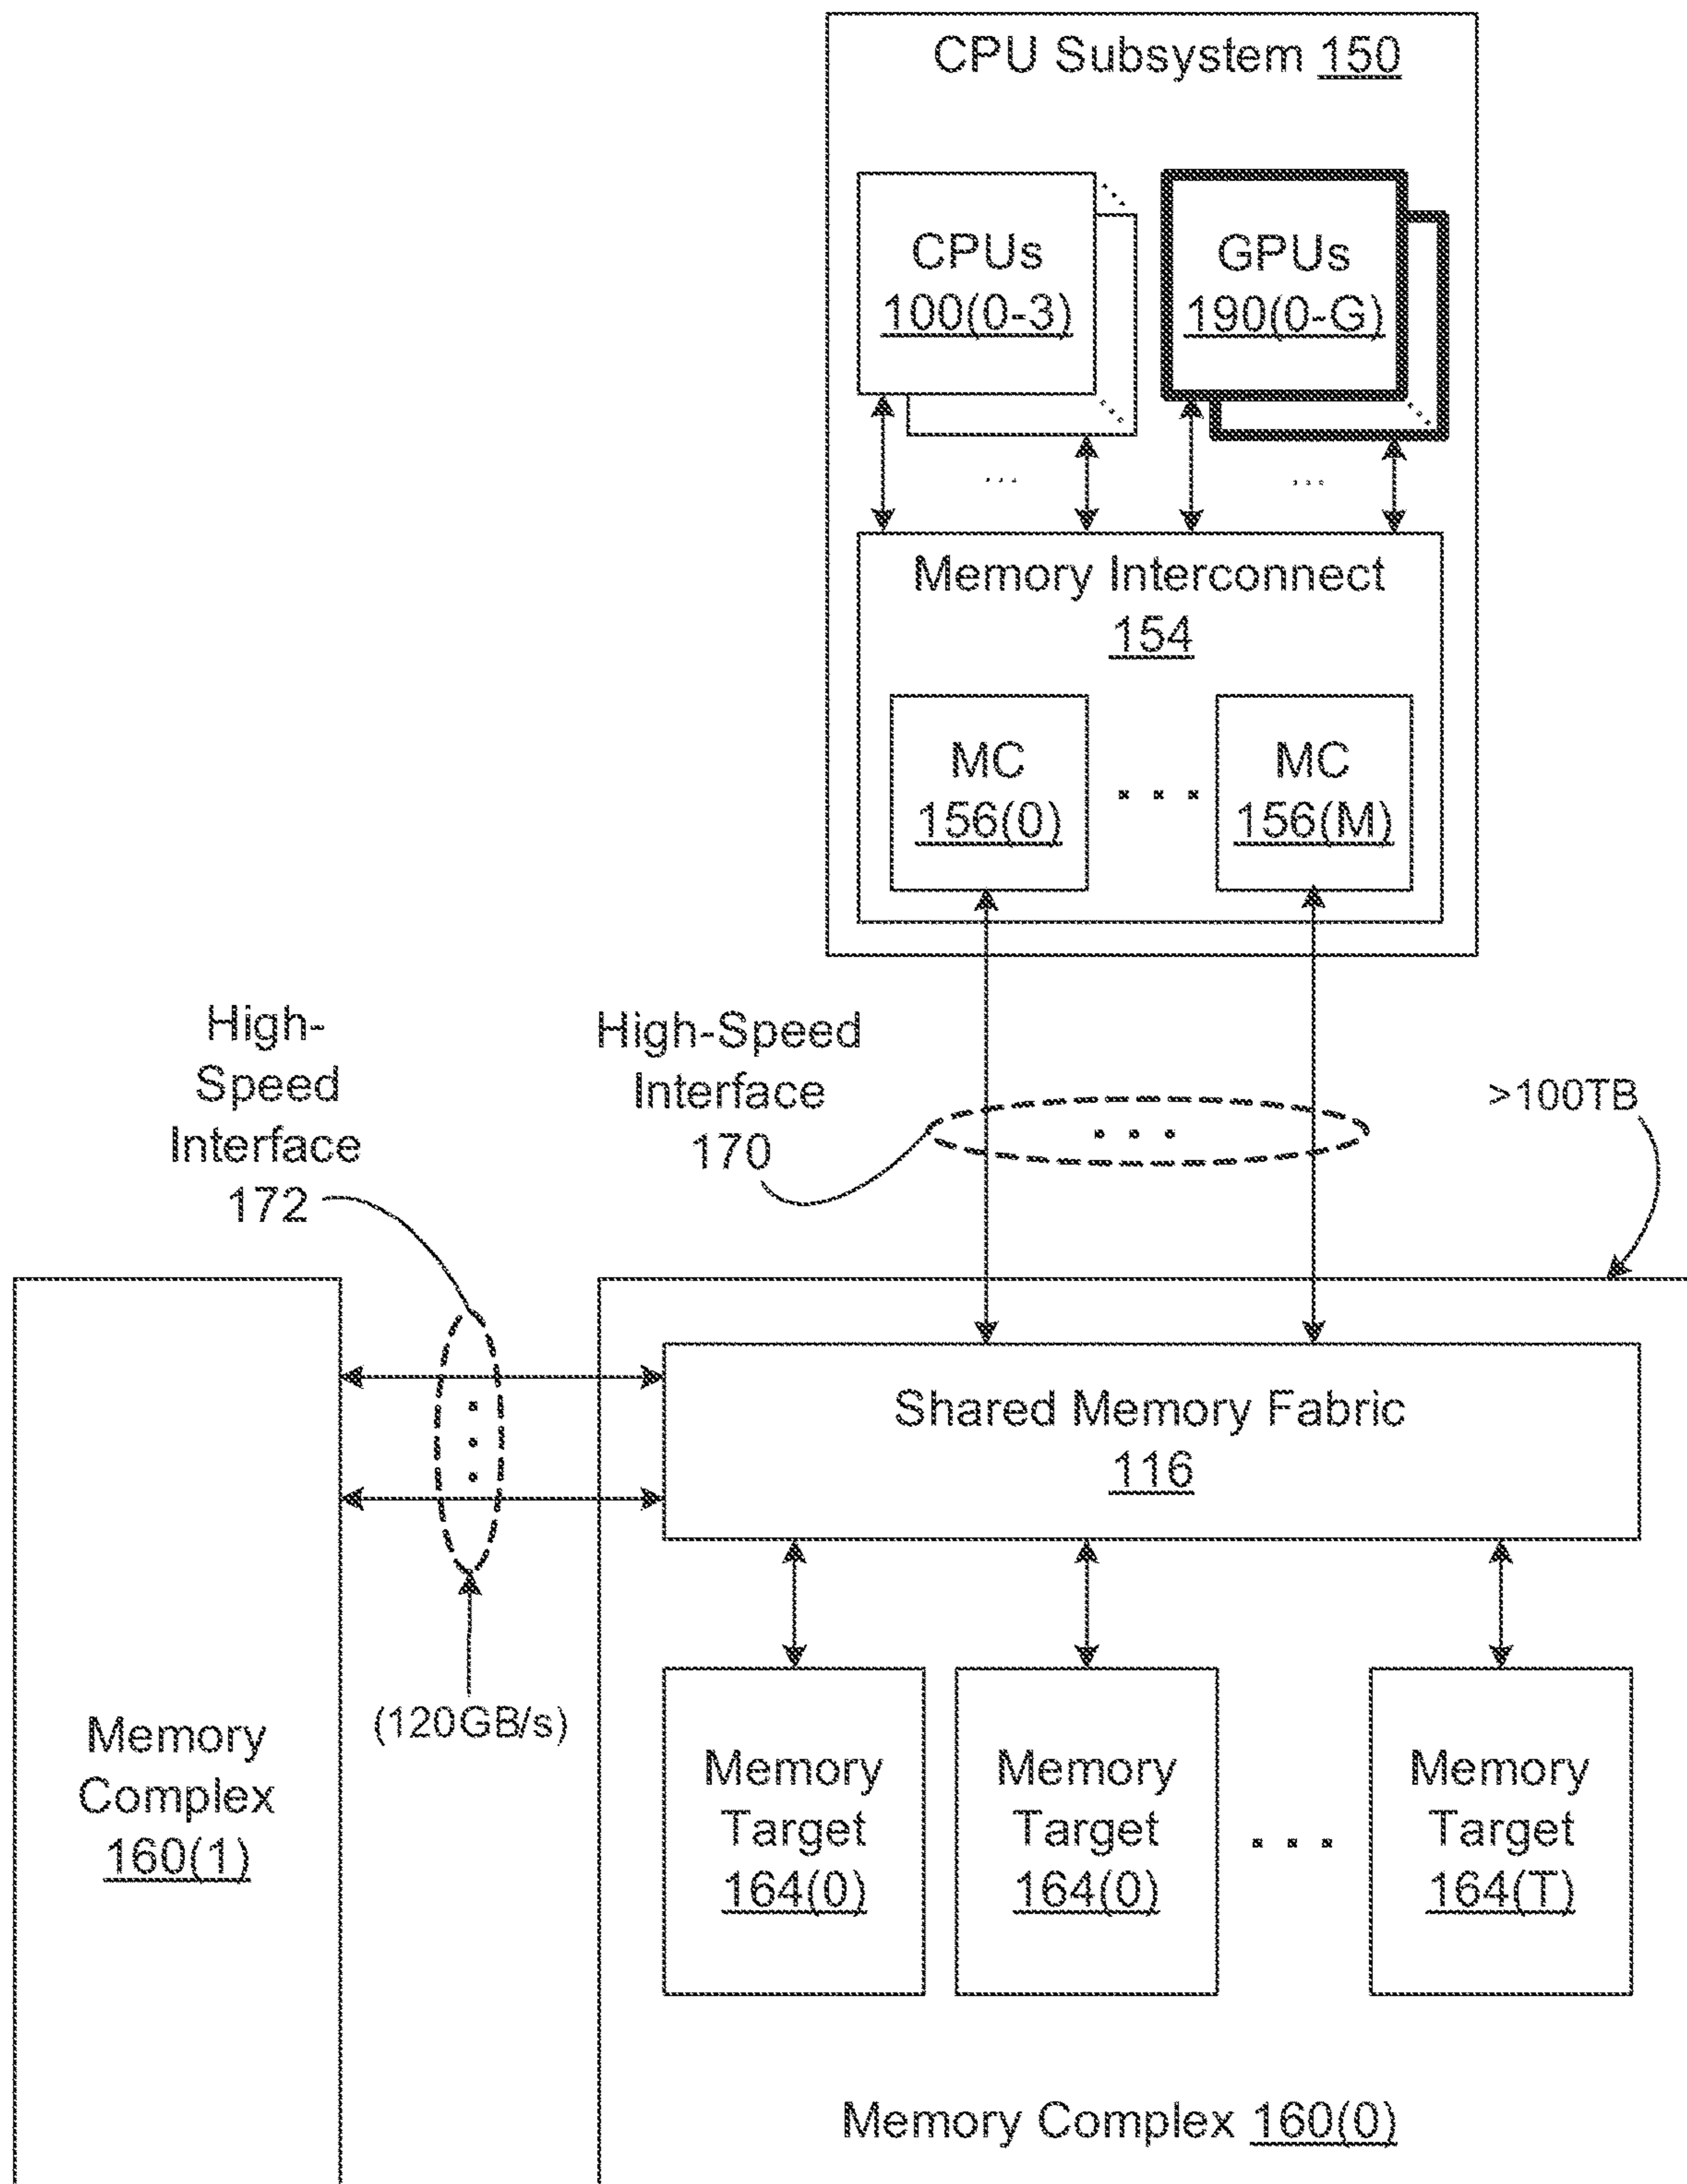 CPU Subsystem 150
CPUs
100(0-3)
GPUs
190(0-G)
Memory Interconnect
154
MC
156(0)
MC
156(M)
High-
Speed
Interface
172
High-Speed
Interface
170
>100TB
Shared Memory Fabric
116
(120GB/s)
Memory
Complex
160(1)
Memory
Target
164(0)
Memory
Target
164(0)
Memory
Target
164(T)
Memory Complex 160(0)